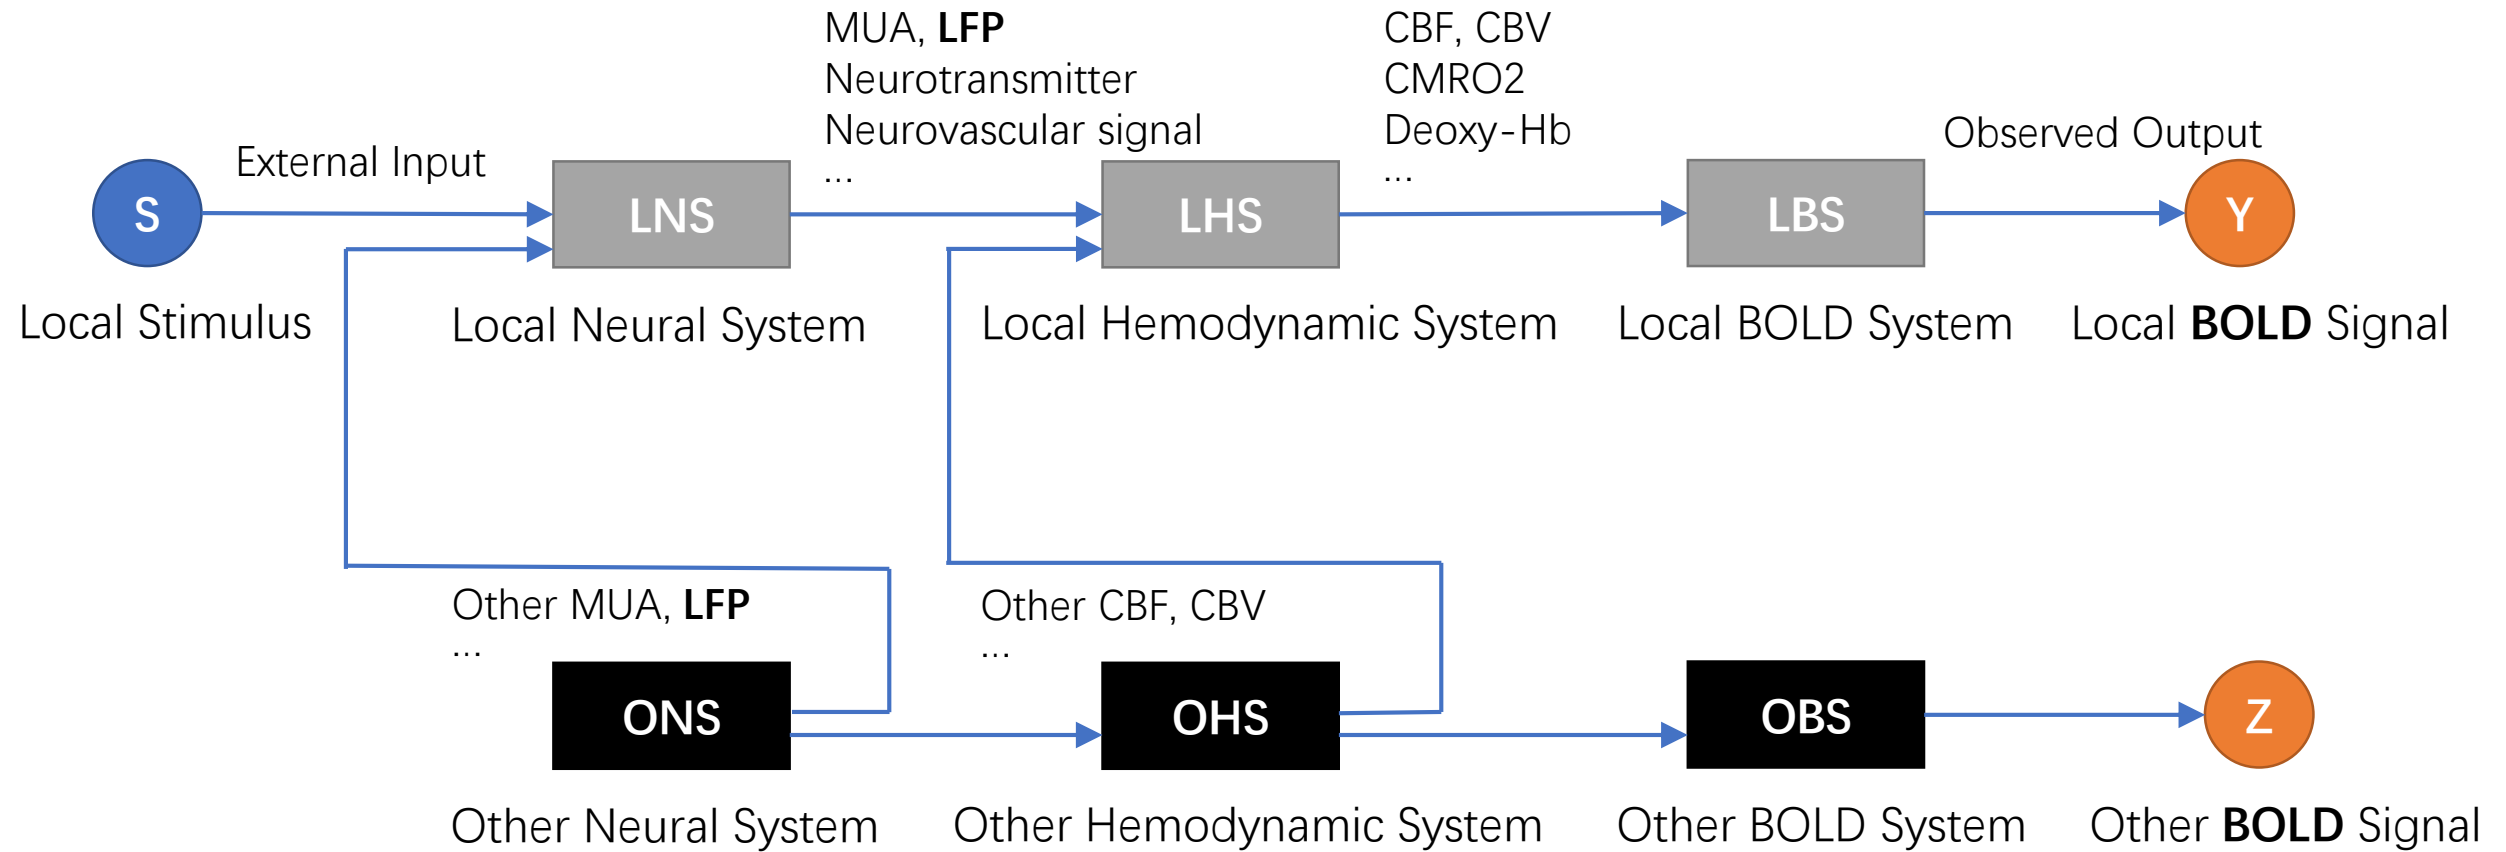 MUA, LFP
Neurotransmitter
Neurovascular signal
...
CBF, CBV
CMRO2
Deoxy-Hb
...
External Input
Observed Output
S
LNS
LHS
LBS
Y
Local Stimulus
Local Neural System
Local Hemodynamic System
Local BOLD System
Local BOLD Signal
Other MUA, LFP
...
Other CBF, CBV
...
ONS
OHS
OBS
Z
Other Neural System
Other Hemodynamic System
Other BOLD System
Other BOLD Signal